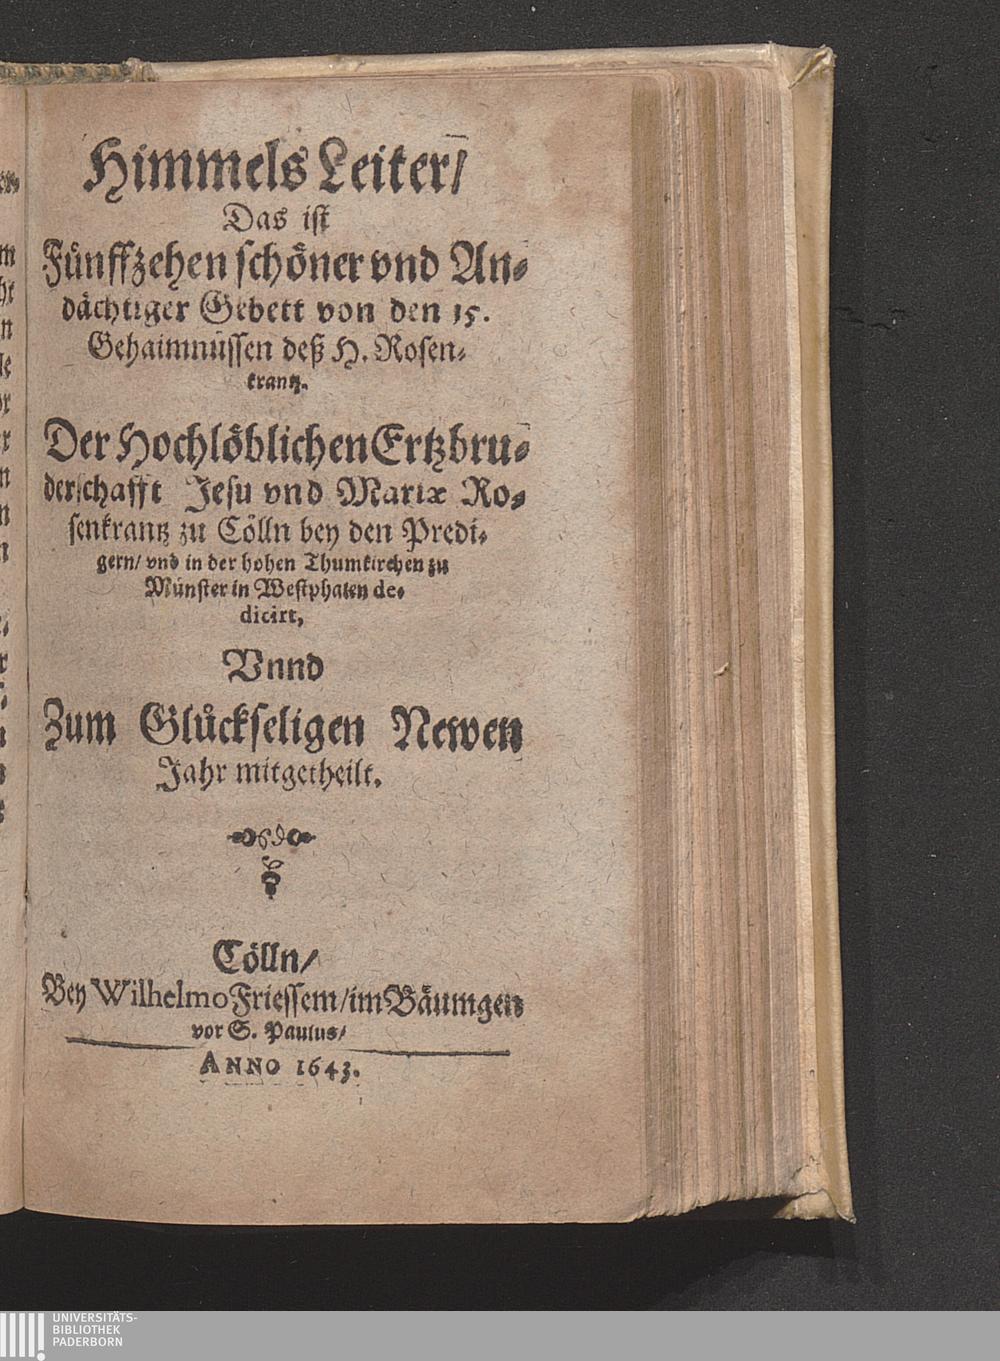 Himmels Leiter/
Das ist
Fünffzehen schöner vnd An-
dächtiger Gebett von den 15.
Gehaimnüssen deß H. Rosen-
krantz.
Der Hochlöblichen Ertzbru-
derschafft Jesu vnd Mariæ Ro-
senkrantz zu Cölln bey den Predi-
gern/ vnd in der hohen Thumkirchen zu
Münster in Westphalen de-
dicirt,
Vnnd
Zum Glückseligen Newen
Jahr mitgetheilt.
Cölln/
Bey Wilhelmo Friessem/ im Bäumgen
vor S. Paulus/
ANNO 1643.
UNIVERSITÄTS-
BIBLIOTHEK
PADERBORN